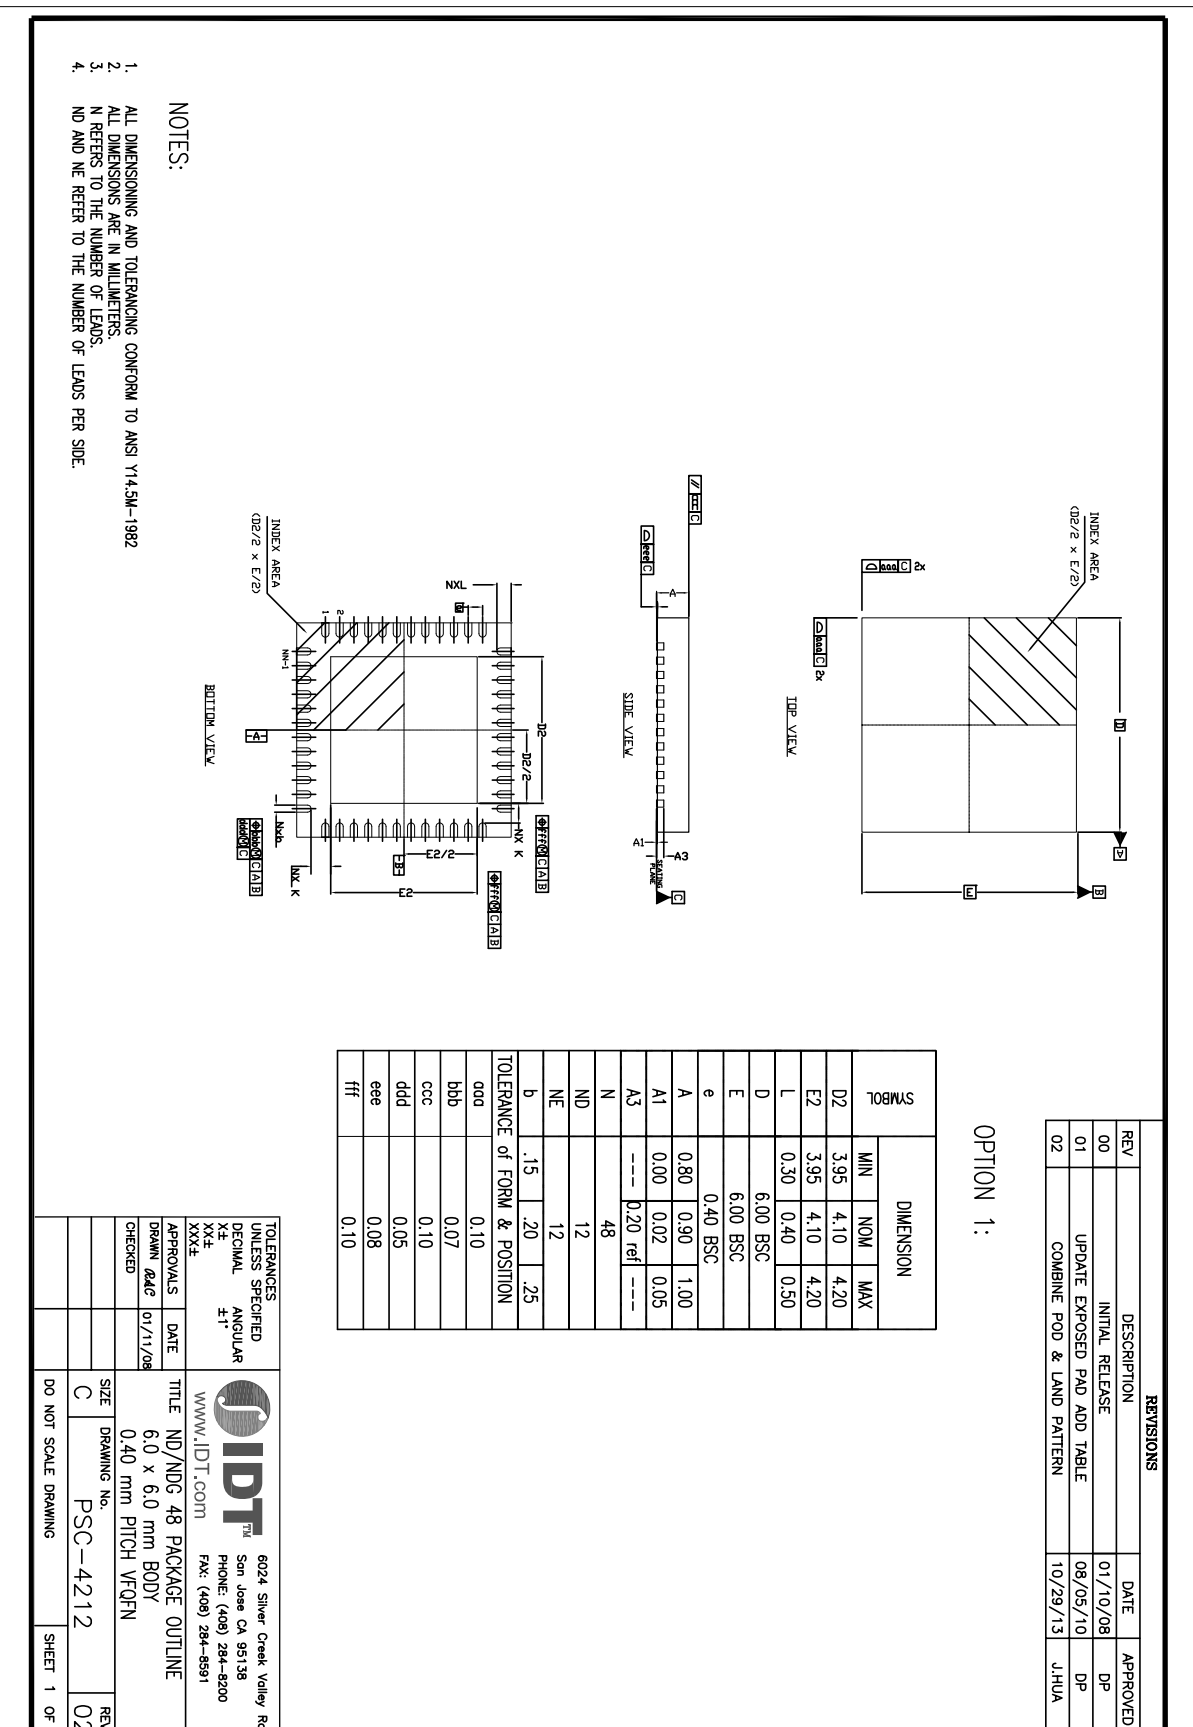 REVISIONS
REV DESCRIPTION DATE APPROVED
00 INITIAL RELEASE 01/10/08 DP
01 UPDATE EXPOSED PAD ADD TABLE 08/05/10 DP
02 COMBINE POD & LAND PATTERN 10/29/13 J.HUA
INDEX AREA
(D2/2 x E/2)
D
A
B
E
aaa C 2x
aaa C 2x
TOP VIEW
OPTION 1:
SYMBOL DIMENSION
MIN NOM MAX
D2 3.95 4.10 4.20
E2 3.95 4.10 4.20
L 0.30 0.40 0.50
D 6.00 BSC
E 6.00 BSC
e 0.40 BSC
A 0.80 0.90 1.00
A1 0.00 0.02 0.05
A3 --- 0.20 ref ---
N 48
ND 12
NE 12
b .15 .20 .25
TOLERANCE of FORM & POSITION
aaa 0.10
bbb 0.07
ccc 0.10
ddd 0.05
eee 0.08
fff 0.10
// ccc C
eee C
A
A1
A3
SEATING
PLANE
C
SIDE VIEW
NXL
e
D2
D2/2
NX K
fff M C A B
fff M C A B
1
2
NN-1
E2/2
E2
-B-
-A-
INDEX AREA
(D2/2 x E/2)
Nxb
NX K
bbb M C A B
ddd M C
BOTTOM VIEW
NOTES:
1. ALL DIMENSIONING AND TOLERANCING CONFORM TO ANSI Y14.5M-1982
2. ALL DIMENSIONS ARE IN MILLIMETERS.
3. N REFERS TO THE NUMBER OF LEADS.
4. ND AND NE REFER TO THE NUMBER OF LEADS PER SIDE.
TOLERANCES
UNLESS SPECIFIED
DECIMAL ANGULAR
X± ±1°
XX±
XXX±
APPROVALS DATE
DRAWN RAC 01/11/08
CHECKED
IDT TM
www.IDT.com
6024 Silver Creek Valley
San Jose CA 95138
PHONE: (408) 284-8200
FAX: (408) 284-8591
TITLE ND/NDG 48 PACKAGE OUTLINE
6.0 x 6.0 mm BODY
0.40 mm PITCH VFQFN
SIZE DRAWING No. REV
C PSC-4212 02
DO NOT SCALE DRAWING SHEET 1 OF